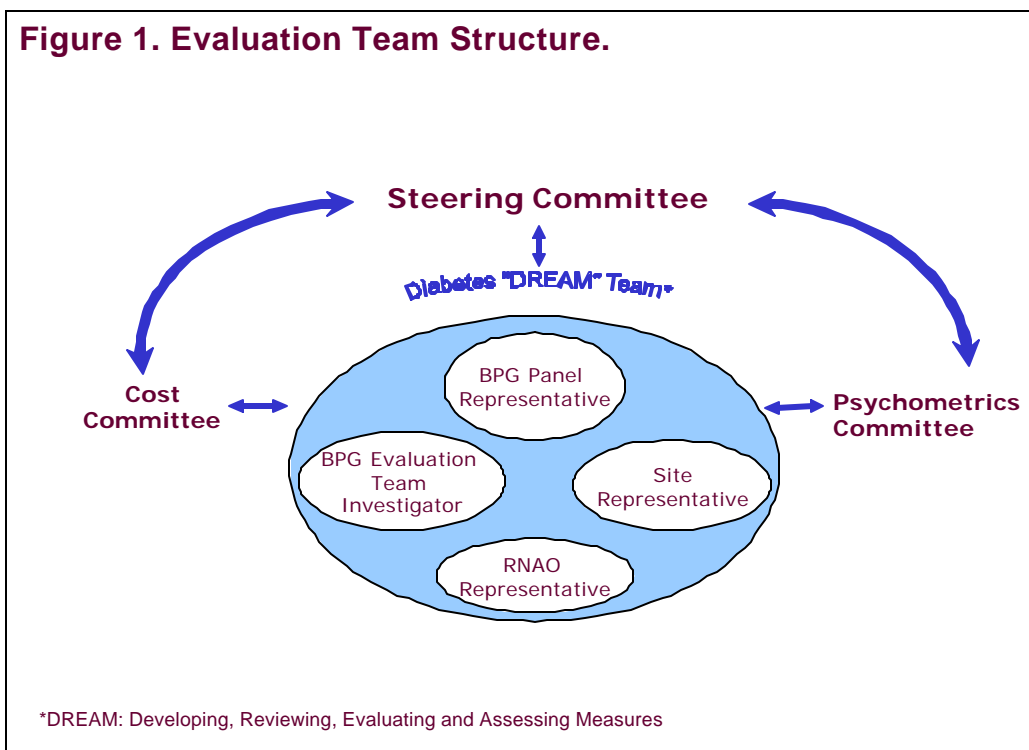 Figure 1. Evaluation Team Structure.
Steering Committee
Diabetes "DREAM" Team*
Cost
Committee
BPG Panel
Representative
Psychometrics
Committee
BPG Evaluation
Team
Investigator
Site
Representative
RNAO
Representative
*DREAM: Developing, Reviewing, Evaluating and Assessing Measures